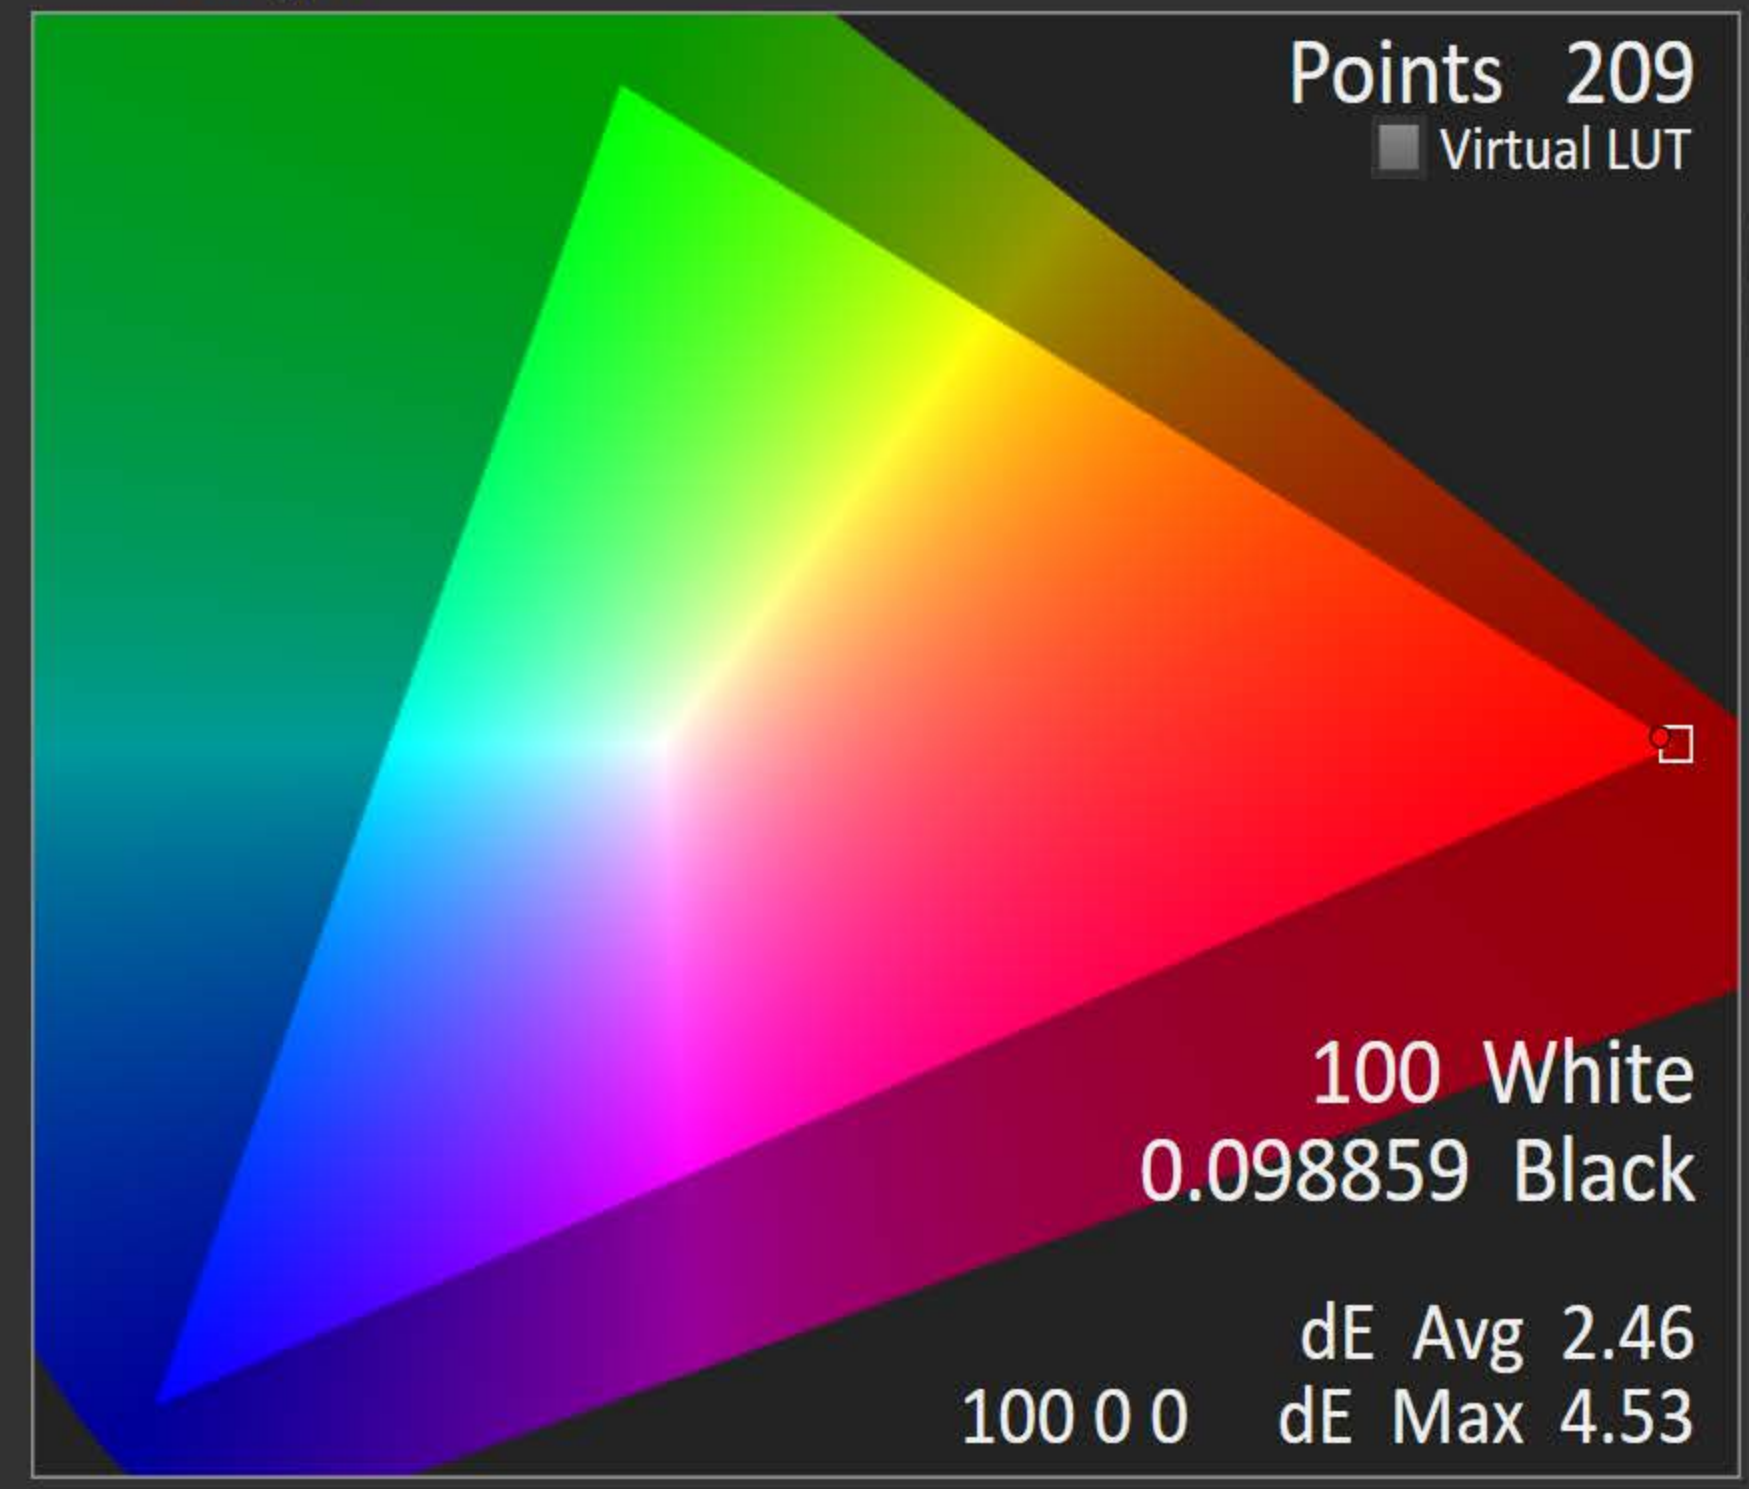 Points 209
Virtual LUT
100 White
0.098859 Black
dE Avg 2.46
100 0 0 dE Max 4.53